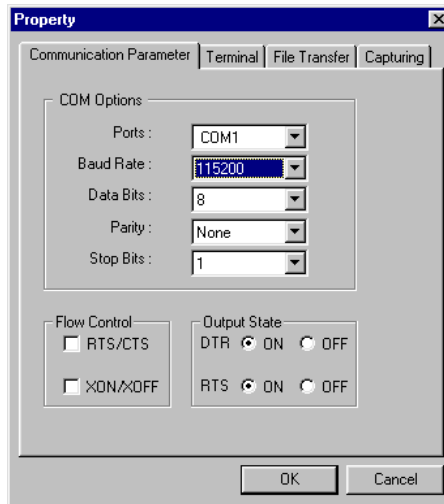 Property
Communication Parameter Terminal File Transfer Capturing
COM Options
Ports : COM1
Baud Rate : 115200
Data Bits : 8
Parity : None
Stop Bits : 1
Flow Control
RTS/CTS
XON/XOFF
Output State
DTR ON OFF
RTS ON OFF
OK Cancel